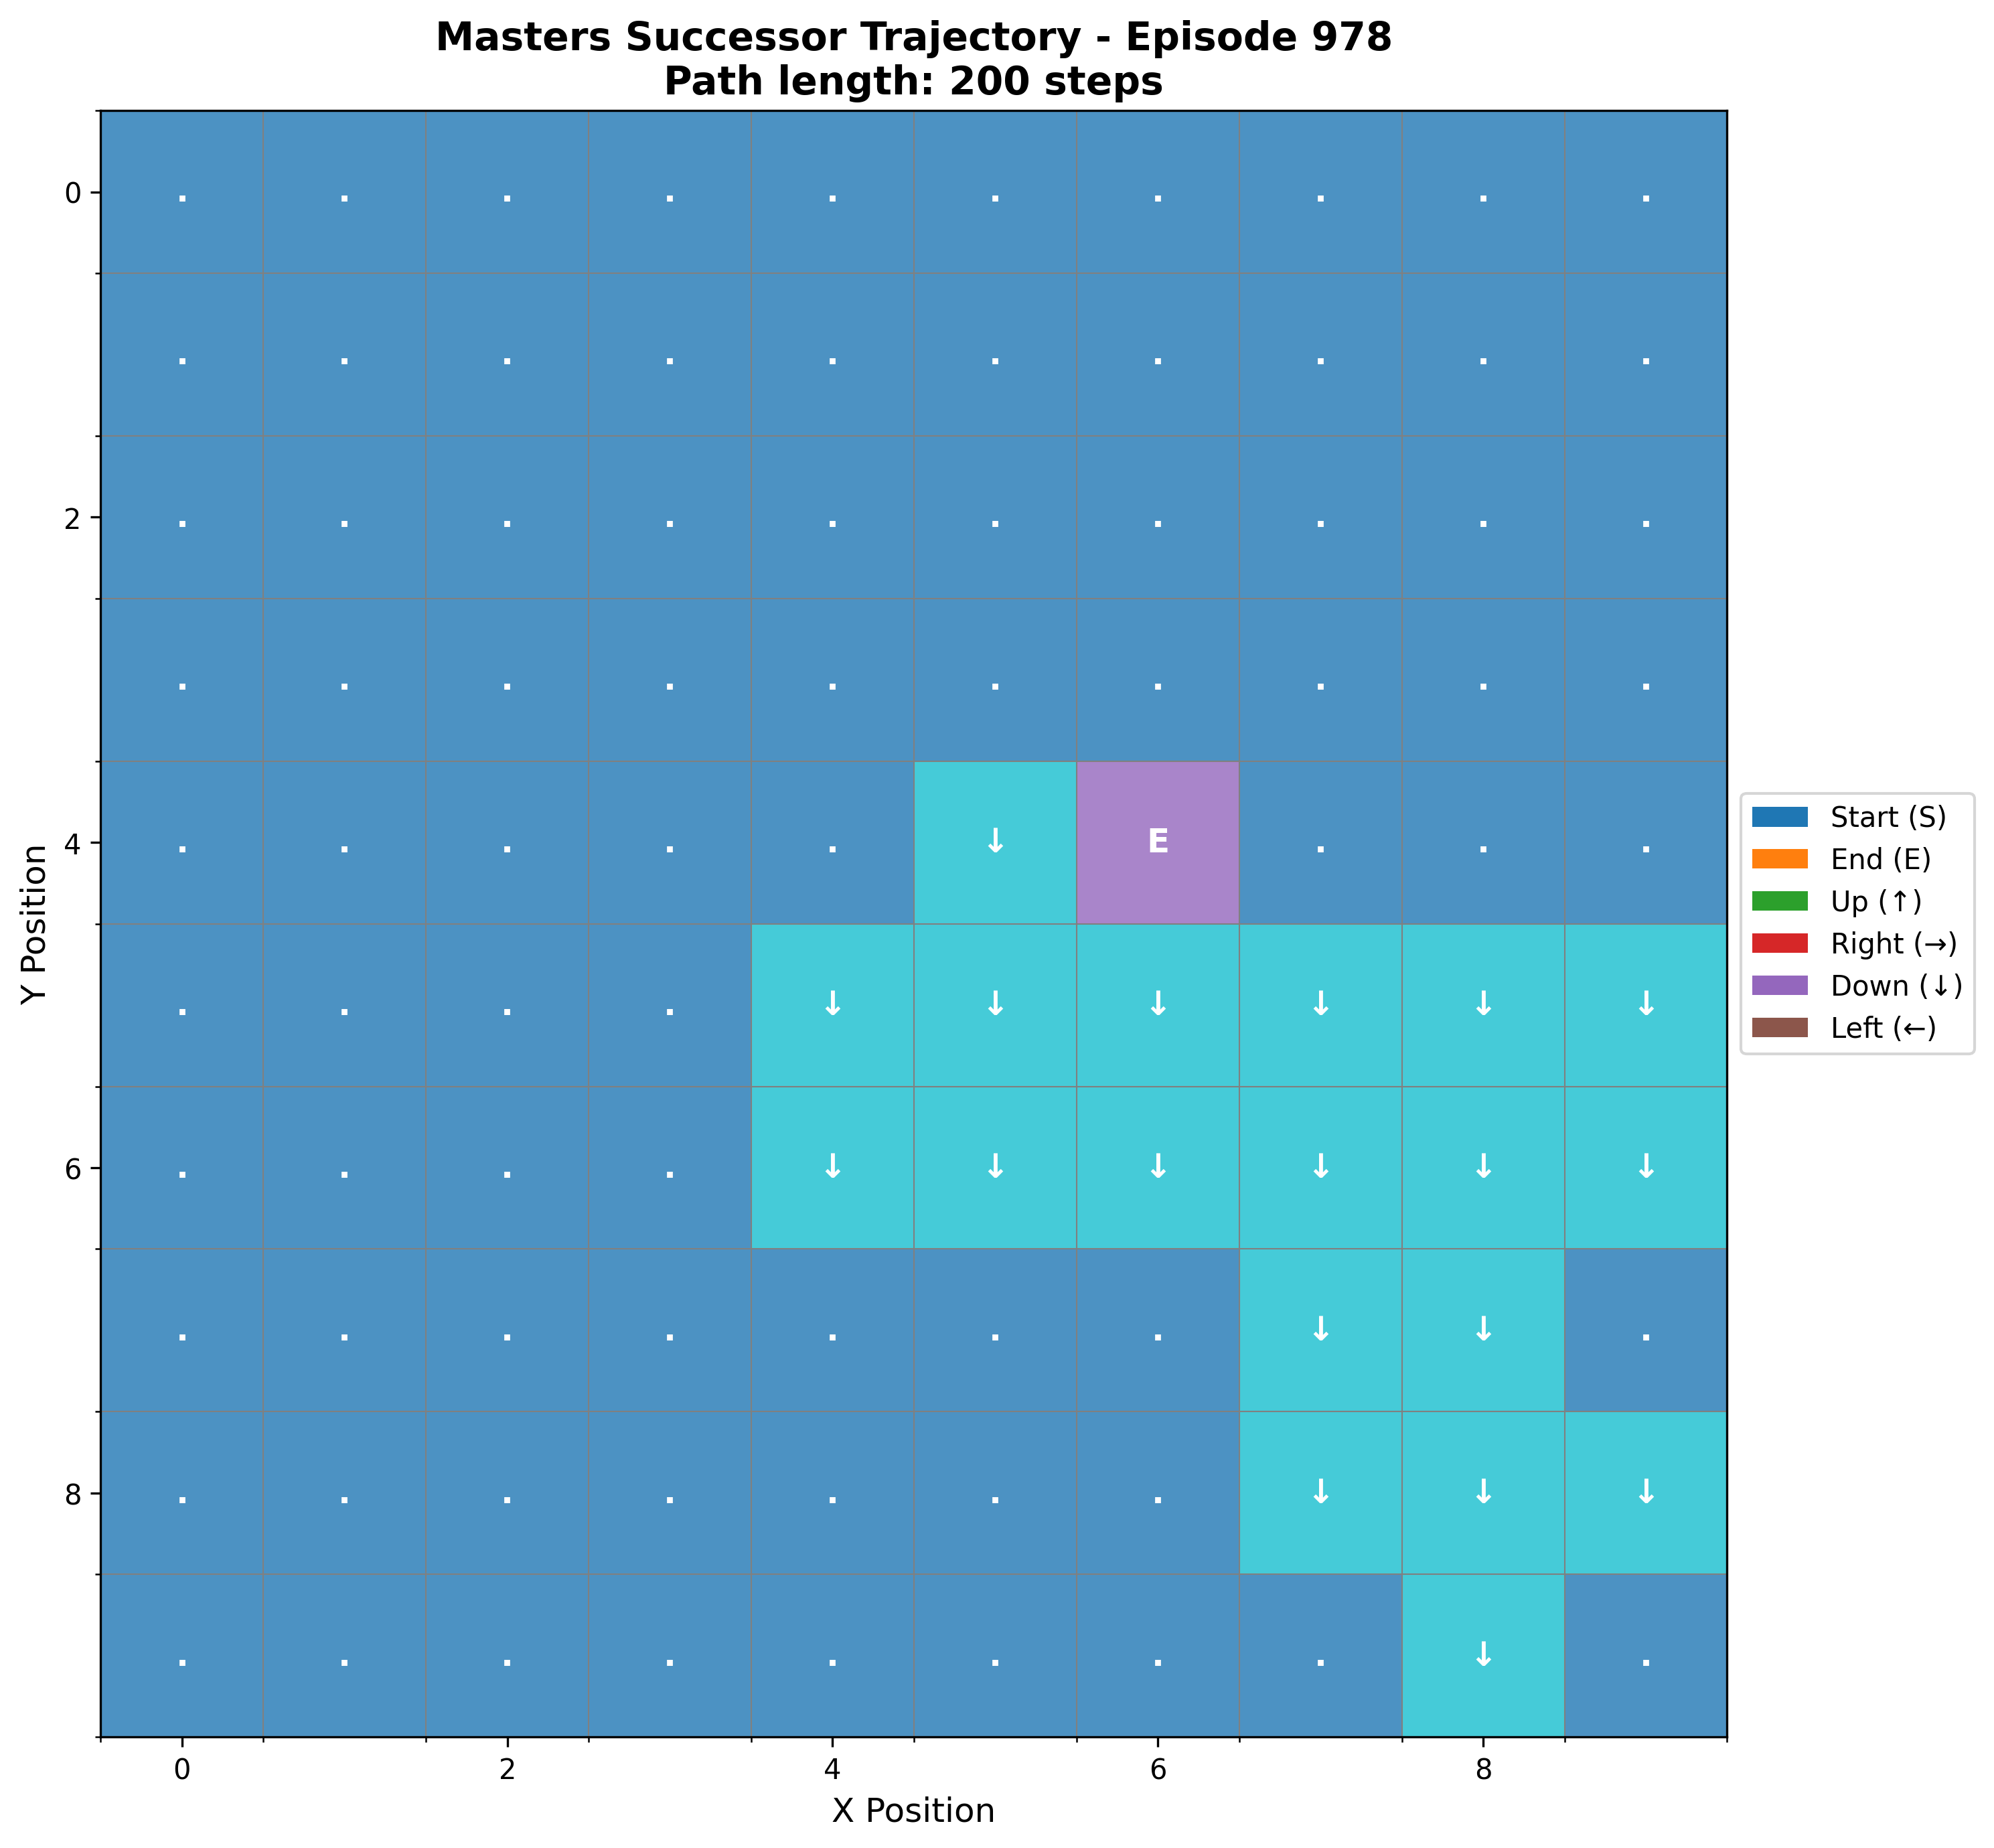 Masters Successor Trajectory - Episode 978
Path length: 200 steps
0 . . . . . . . . . .
. . . . . . . . . .
2 . . . . . . . . . .
. . . . . . . . . .
4 . . . . . ↓ E . . .
. . . . ↓ ↓ ↓ ↓ ↓ ↓
6 . . . . ↓ ↓ ↓ ↓ ↓ ↓
. . . . . . . ↓ ↓ .
8 . . . . . . . ↓ ↓ ↓
. . . . . . . . ↓ .
0 2 4 6 8
X Position
Y Position
Start (S)
End (E)
Up (↑)
Right (→)
Down (↓)
Left (←)